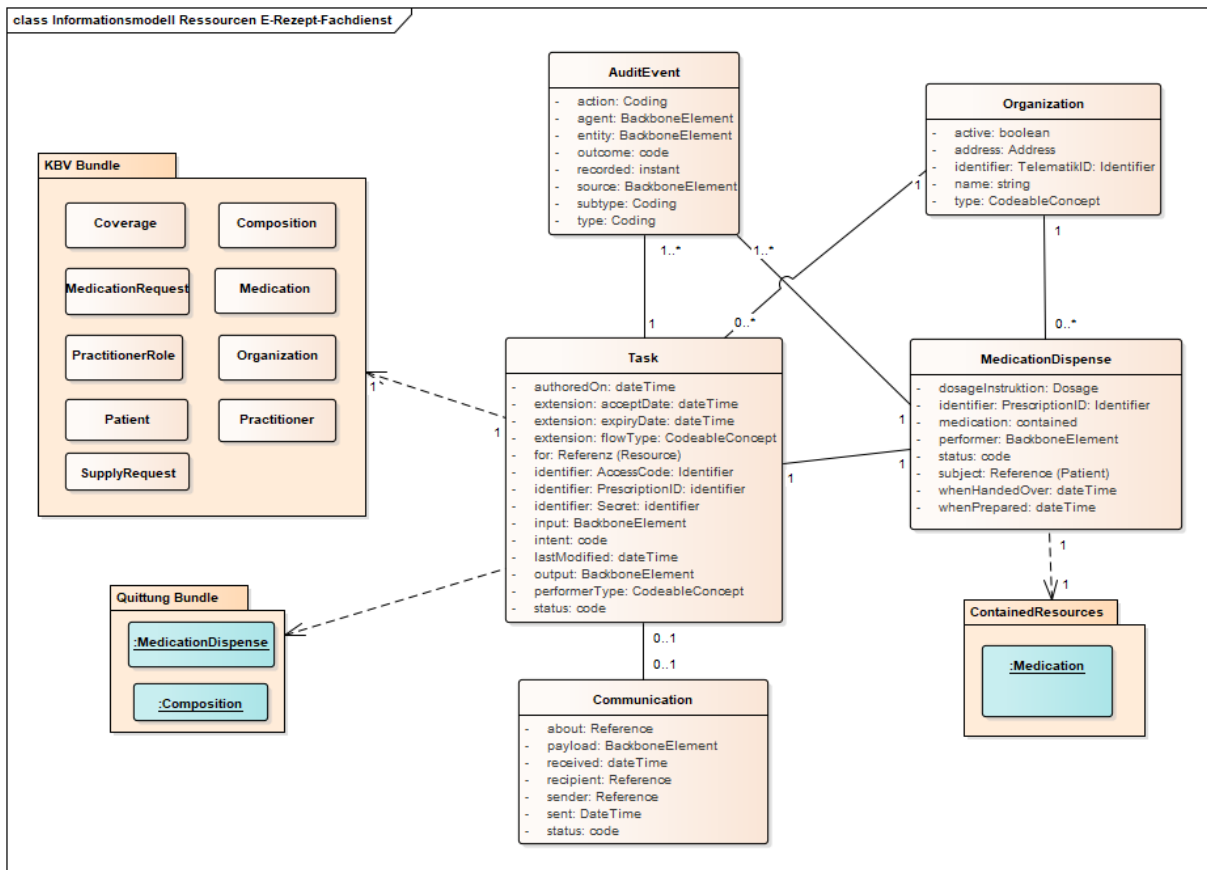 class Informationsmodell Ressourcen E-Rezept-Fachdienst
AuditEvent
- action: Coding
- agent: BackboneElement
- entity: BackboneElement
- outcome: code
- recorded: instant
- source: BackboneElement
- subtype: Coding
- type: Coding
1..*
1..*
1
Organization
- active: boolean
- address: Address
- identifier: TelematikID: Identifier
- name: string
- type: CodeableConcept
1
1
0..*
0..*
KBV Bundle
Coverage
Composition
MedicationRequest
Medication
PractitionerRole
Organization
Patient
Practitioner
SupplyRequest
1
1
Task
- authoredOn: dateTime
- extension: acceptDate: dateTime
- extension: expiryDate: dateTime
- extension: flowType: CodeableConcept
- for: Referenz (Resource)
- identifier: AccessCode: Identifier
- identifier: PrescriptionID: identifier
- identifier: Secret: identifier
- input: BackboneElement
- intent: code
- lastModified: dateTime
- output: BackboneElement
- performerType: CodeableConcept
- status: code
1
1
1
MedicationDispense
- dosageInstruktion: Dosage
- identifier: PrescriptionID: Identifier
- medication: contained
- performer: BackboneElement
- status: code
- subject: Reference (Patient)
- whenHandedOver: dateTime
- whenPrepared: dateTime
1
1
ContainedResources
:Medication
Quittung Bundle
:MedicationDispense
:Composition
0..1
0..1
Communication
- about: Reference
- payload: BackboneElement
- received: dateTime
- recipient: Reference
- sender: Reference
- sent: DateTime
- status: code